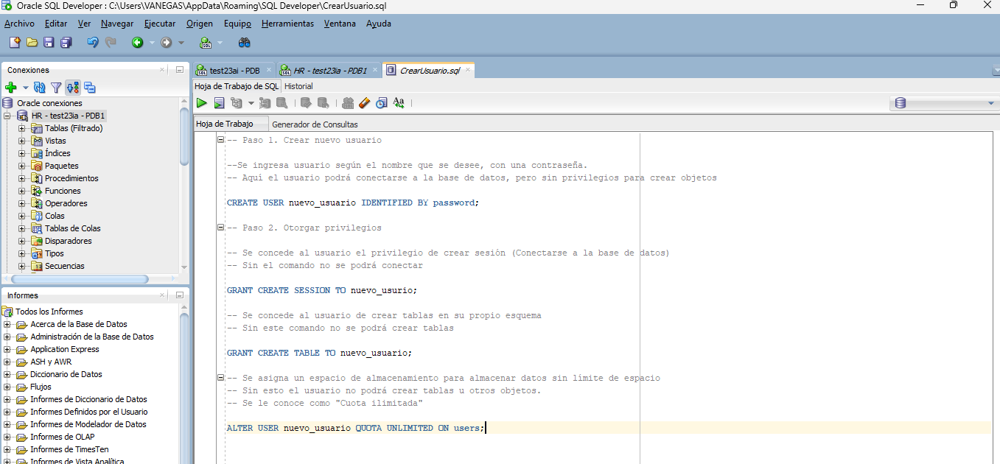 Oracle SQL Developer : C:\Users\VANEGAS\AppData\Roaming\SQL Developer\CrearUsuario.sql
Archivo Editar Ver Navegar Ejecutar Origen Equipo Herramientas Ventana Ayuda
Conexiones
Oracle conexiones
HR - test23ia - PDB1
Tablas (Filtrado)
Vistas
Índices
Paquetes
Procedimientos
Funciones
Operadores
Colas
Tablas de Colas
Disparadores
Tipos
Secuencias
Informes
Todos los Informes
Acerca de la Base de Datos
Administración de la Base de Datos
Application Express
ASH y AWR
Diccionario de Datos
Flujos
Informes de Diccionario de Datos
Informes Definidos por el Usuario
Informes de Modelador de Datos
Informes de OLAP
Informes de TimesTen
Informes de Vista Analítica
test23ai - PDB
HR - test23ia - PDB1
CrearUsuario.sql
Hoja de Trabajo de SQL Historial
Hoja de Trabajo Generador de Consultas
-- Paso 1. Crear nuevo usuario
--Se ingresa usuario según el nombre que se desee, con una contraseña.
-- Aquí el usuario podrá conectarse a la base de datos, pero sin privilegios para crear objetos
CREATE USER nuevo_usuario IDENTIFIED BY password;
-- Paso 2. Otorgar privilegios
-- Se concede al usuario el privilegio de crear sesión (Conectarse a la base de datos)
-- Sin el comando no se podrá conectar
GRANT CREATE SESSION TO nuevo_usurio;
-- Se concede al usuario de crear tablas en su propio esquema
-- Sin este comando no se podrá crear tablas
GRANT CREATE TABLE TO nuevo_usuario;
-- Se asigna un espacio de almacenamiento para almacenar datos sin límite de espacio
-- Sin esto el usuario no podrá crear tablas u otros objetos.
-- Se le conoce como "Cuota ilimitada"
ALTER USER nuevo_usuario QUOTA UNLIMITED ON users;